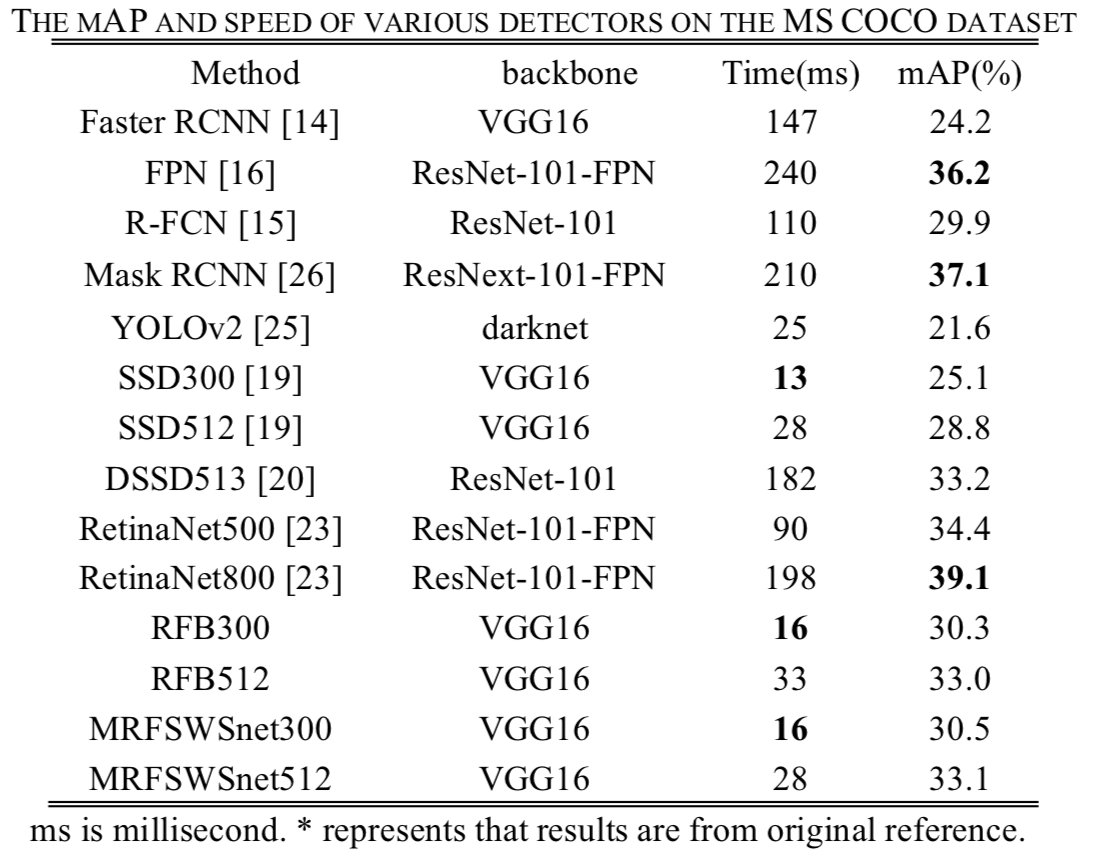 THE MAP AND SPEED OF VARIOUS DETECTORS ON THE MS COCO DATASET
Method backbone Time(ms) mAP(%)
Faster RCNN [14] VGG16 147 24.2
FPN [16] ResNet-101-FPN 240 36.2
R-FCN [15] ResNet-101 110 29.9
Mask RCNN [26] ResNext-101-FPN 210 37.1
YOLOv2 [25] darknet 25 21.6
SSD300 [19] VGG16 13 25.1
SSD512 [19] VGG16 28 28.8
DSSD513 [20] ResNet-101 182 33.2
RetinaNet500 [23] ResNet-101-FPN 90 34.4
RetinaNet800 [23] ResNet-101-FPN 198 39.1
RFB300 VGG16 16 30.3
RFB512 VGG16 33 33.0
MRFSWSnet300 VGG16 16 30.5
MRFSWSnet512 VGG16 28 33.1
ms is millisecond. * represents that results are from original reference.